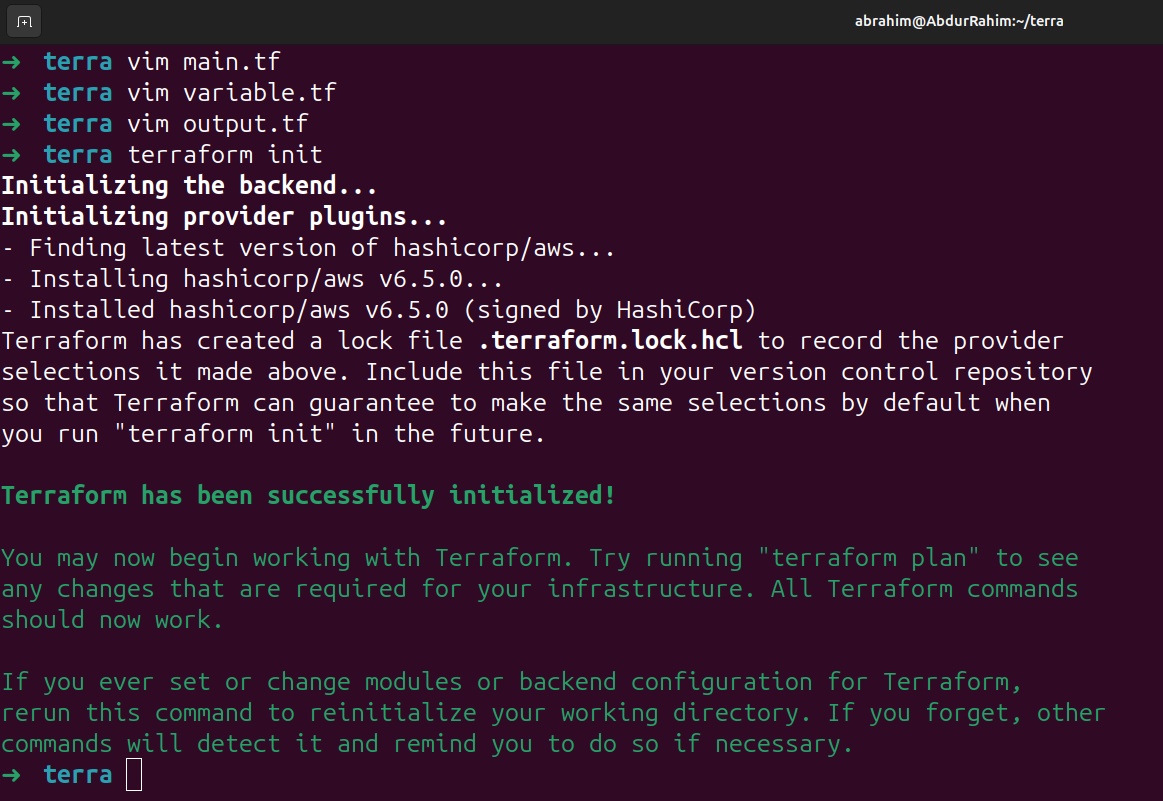 abrahim@AbdurRahim:~/terra
➜ terra vim main.tf
➜ terra vim variable.tf
➜ terra vim output.tf
➜ terra terraform init
Initializing the backend...
Initializing provider plugins...
- Finding latest version of hashicorp/aws...
- Installing hashicorp/aws v6.5.0...
- Installed hashicorp/aws v6.5.0 (signed by HashiCorp)
Terraform has created a lock file .terraform.lock.hcl to record the provider
selections it made above. Include this file in your version control repository
so that Terraform can guarantee to make the same selections by default when
you run "terraform init" in the future.
Terraform has been successfully initialized!
You may now begin working with Terraform. Try running "terraform plan" to see
any changes that are required for your infrastructure. All Terraform commands
should now work.
If you ever set or change modules or backend configuration for Terraform,
rerun this command to reinitialize your working directory. If you forget, other
commands will detect it and remind you to do so if necessary.
➜ terra